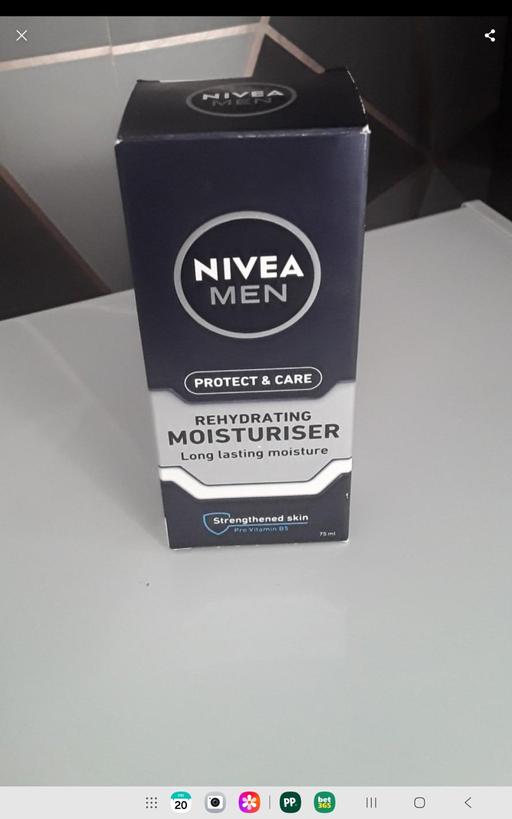 NIVEA
MEN
NIVEA
MEN
PROTECT & CARE
REHYDRATING
MOISTURISER
Long lasting moisture
Strengthened skin
Pro Vitamin B5
75 ml
20
PP
bet
365